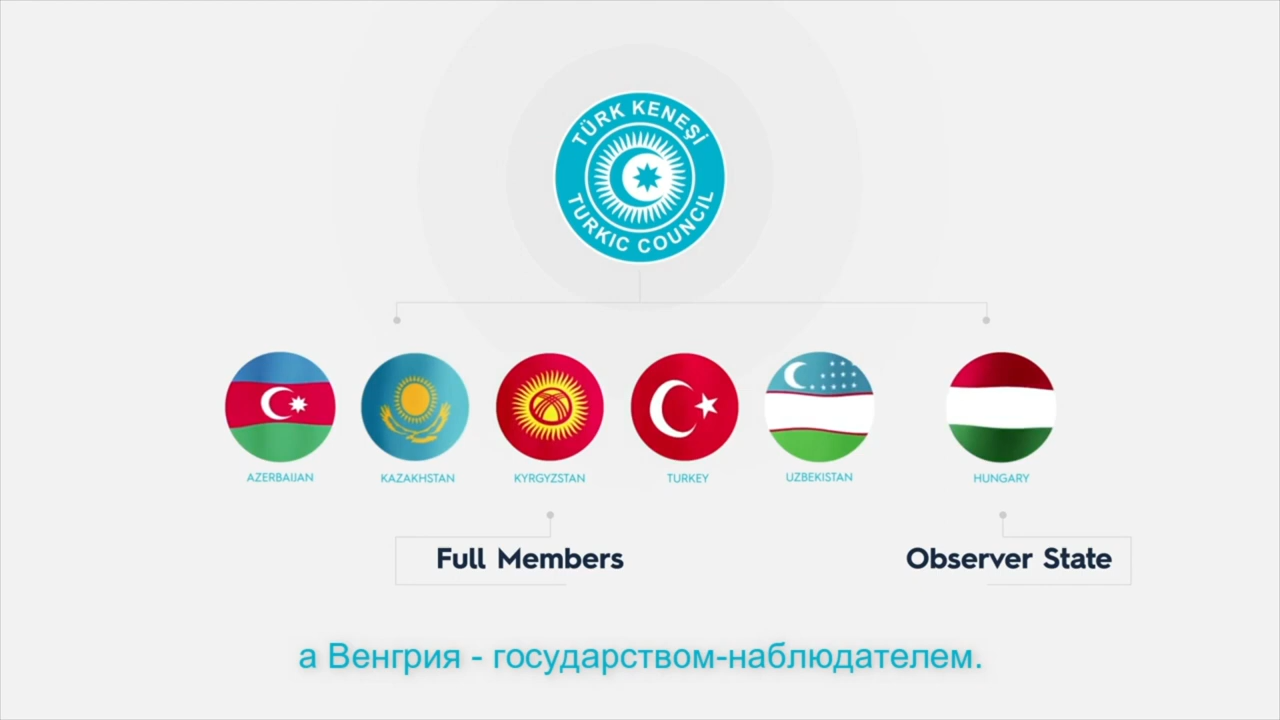 TÜRK KENEŞİ
TURKIC COUNCIL
AZERBAIJAN
KAZAKHSTAN
KYRGYZSTAN
TURKEY
UZBEKISTAN
HUNGARY
Full Members
Observer State
а Венгрия - государством-наблюдателем.